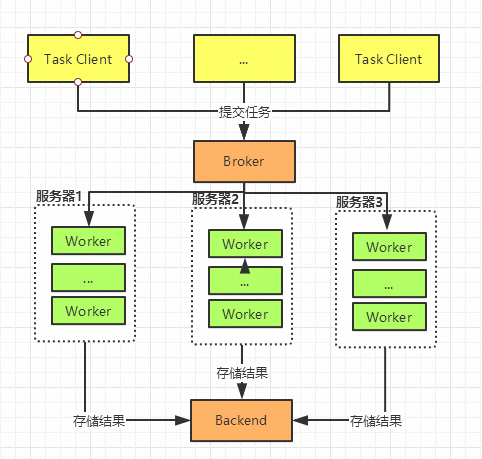 Task Client
...
Task Client
提交任务
Broker
服务器1
服务器2
服务器3
Worker
...
Worker
Worker
...
Worker
Worker
...
Worker
存储结果
存储结果
存储结果
Backend